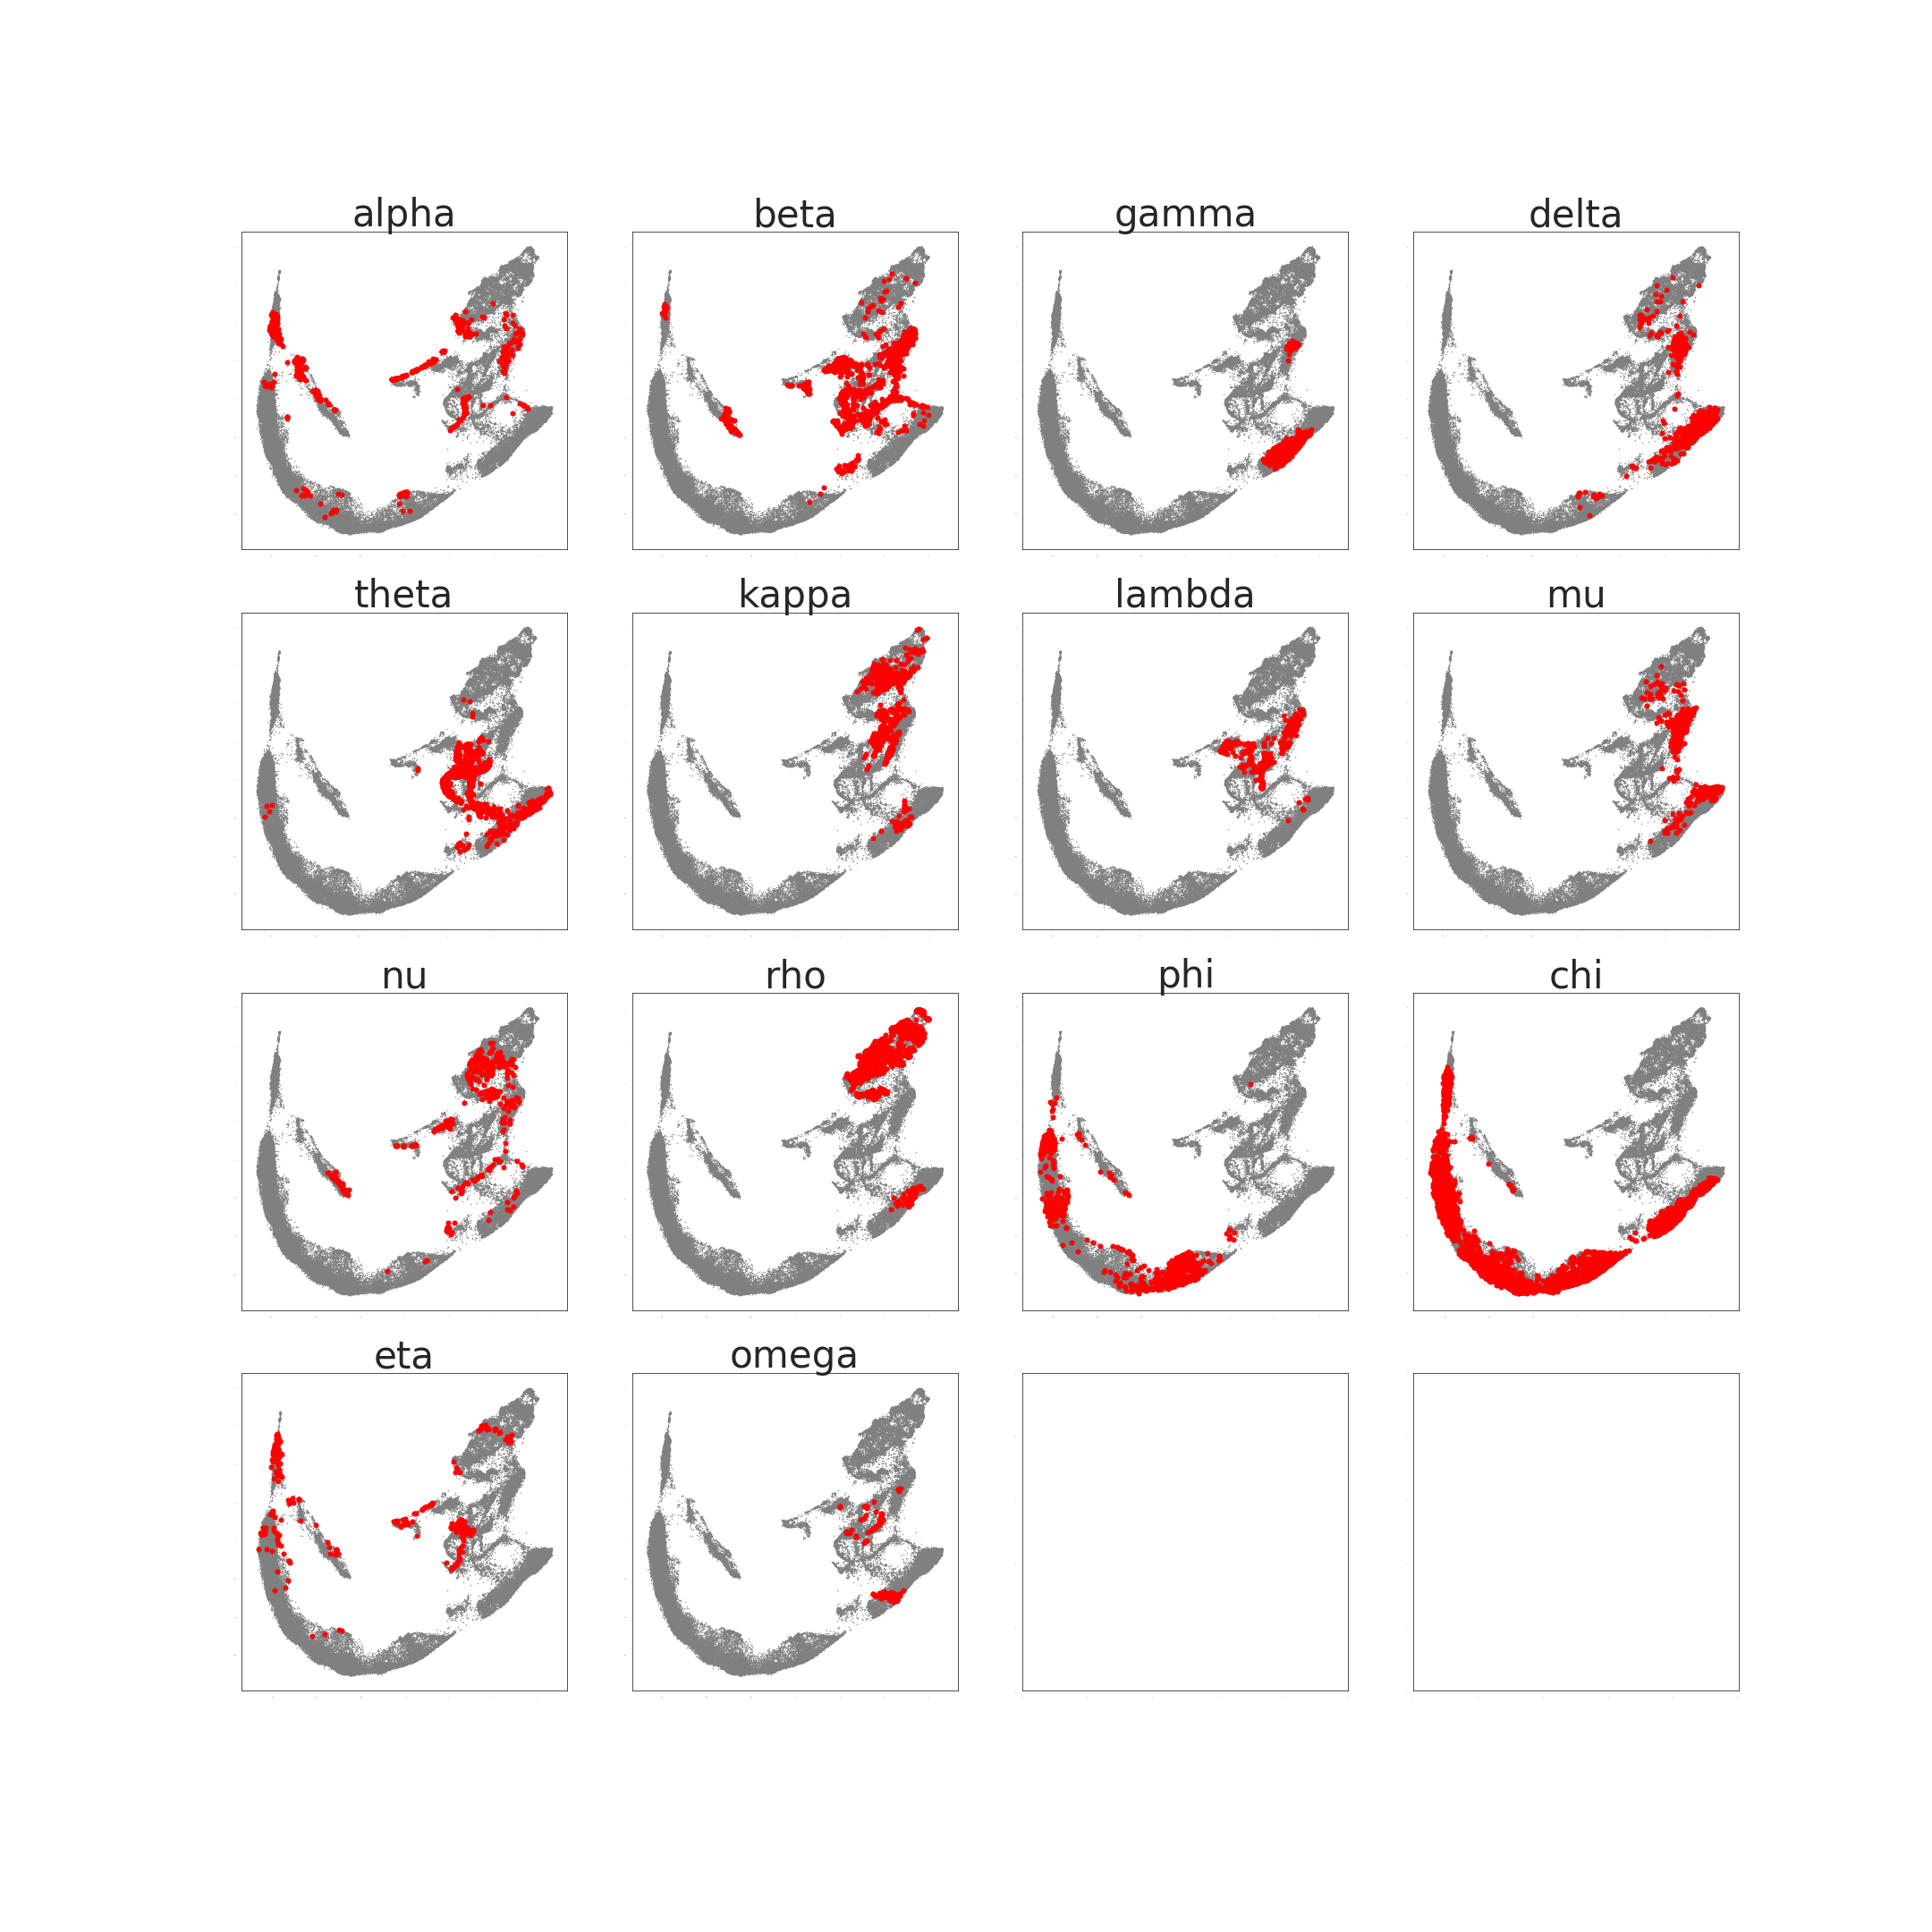 alpha
beta
gamma
delta
theta
kappa
lambda
mu
nu
rho
phi
chi
eta
omega